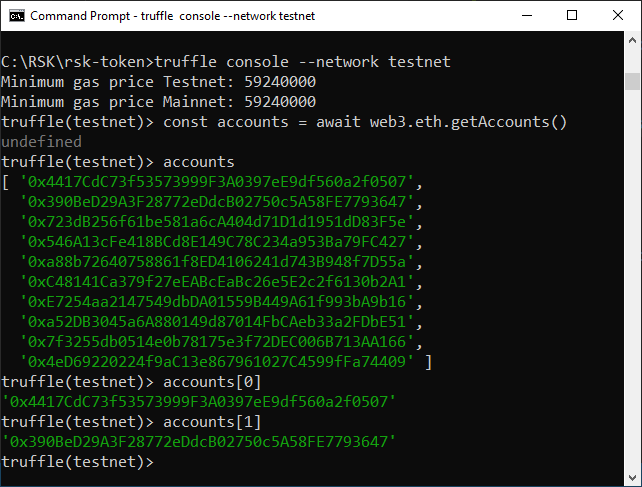 Command Prompt - truffle  console --network testnet
C:\RSK\rsk-token>truffle console --network testnet
Minimum gas price Testnet: 59240000
Minimum gas price Mainnet: 59240000
truffle(testnet)> const accounts = await web3.eth.getAccounts()
undefined
truffle(testnet)> accounts
[ '0x4417CdC73f53573999F3A0397eE9df560a2f0507',
  '0x390BeD29A3F28772eDdcB02750c5A58FE7793647',
  '0x723dB256f61be581a6cA404d71D1d1951dD83F5e',
  '0x546A13cFe418BCd8E149C78C234a953Ba79FC427',
  '0xa88b72640758861f8ED4106241d743B948f7D55a',
  '0xC48141Ca379f27eEABcEaBc26e5E2c2f6130b2A1',
  '0xE7254aa2147549dbDA01559B449A61f993bA9b16',
  '0xa52DB3045a6A880149d87014FbCAeb33a2FDbE51',
  '0x7f3255db0514e0b78175e3f72DEC006B713AA166',
  '0x4eD69220224f9aC13e867961027C4599fFa74409' ]
truffle(testnet)> accounts[0]
'0x4417CdC73f53573999F3A0397eE9df560a2f0507'
truffle(testnet)> accounts[1]
'0x390BeD29A3F28772eDdcB02750c5A58FE7793647'
truffle(testnet)>